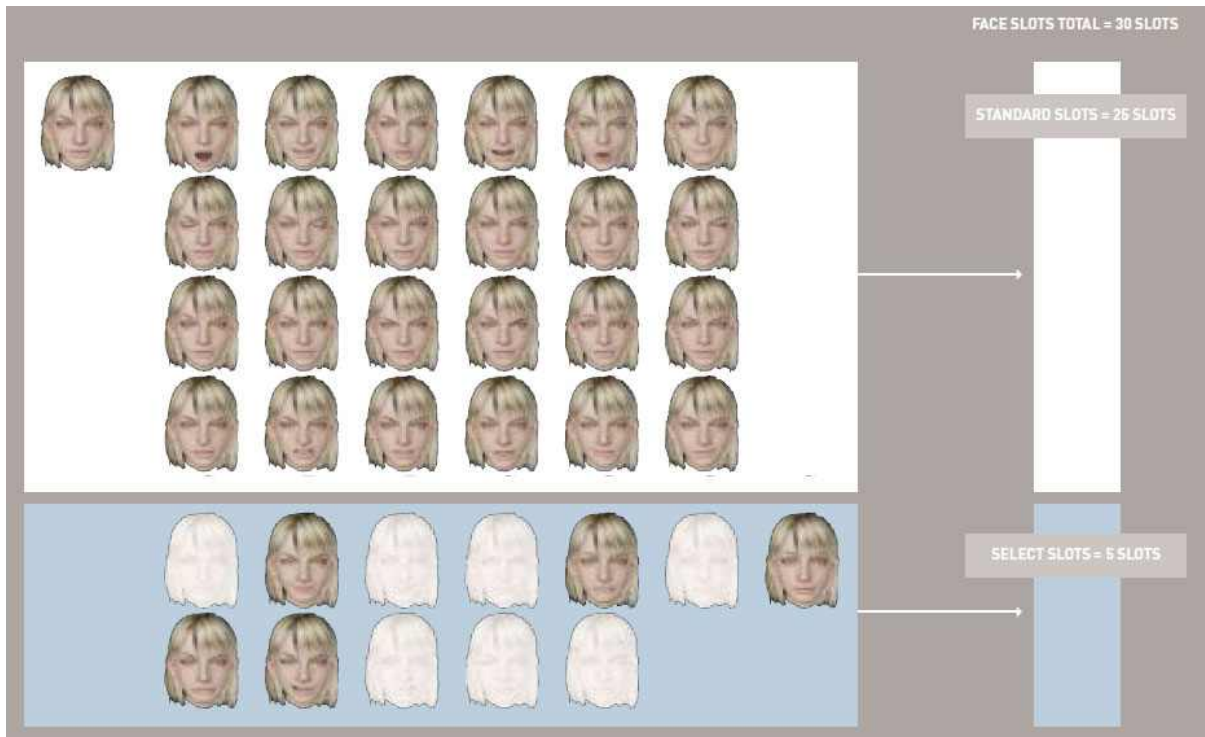 FACE SLOTS TOTAL = 30 SLOTS
STANDARD SLOTS = 25 SLOTS
SELECT SLOTS = 5 SLOTS